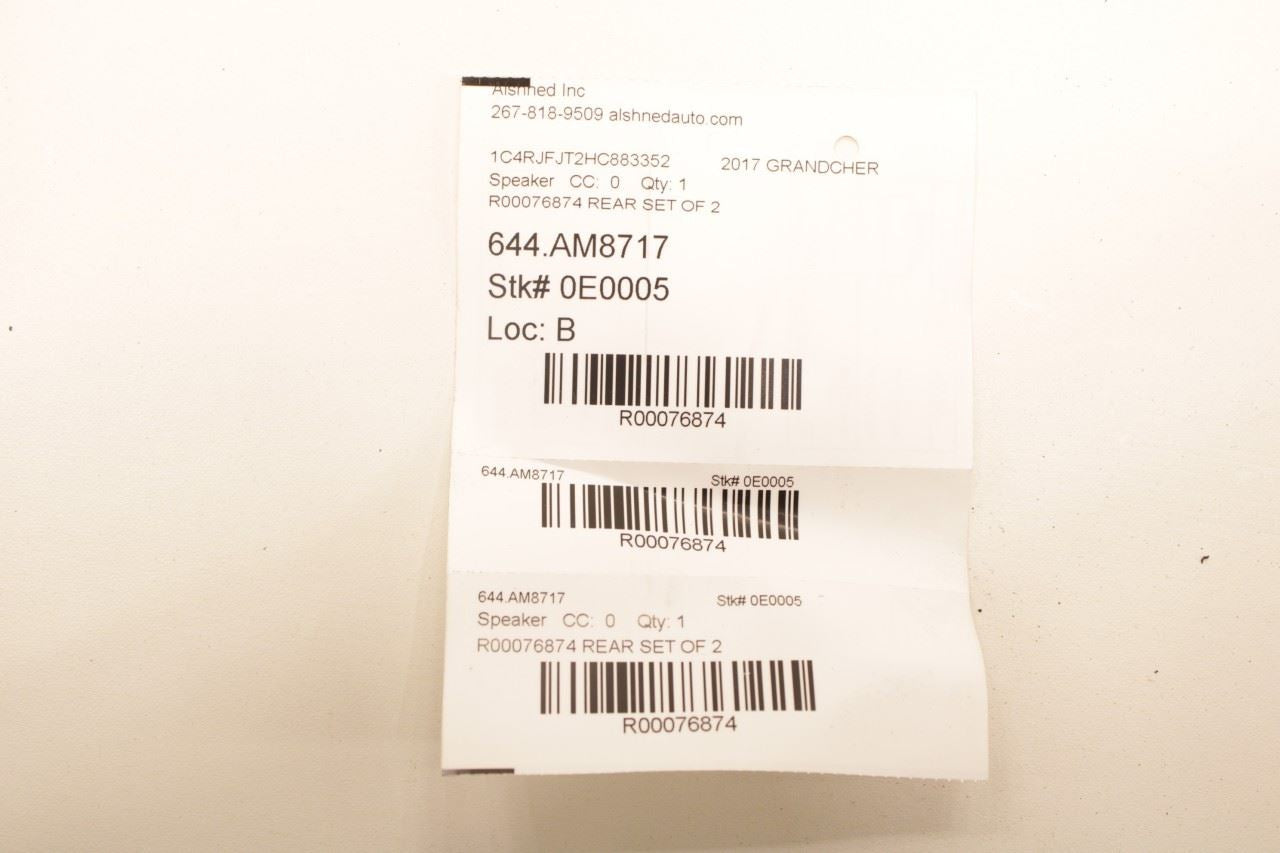 Alshned Inc
267-818-9509 alshnedauto.com
1C4RJFJT2HC883352 2017 GRANDCHER
Speaker CC: 0 Qty: 1
R00076874 REAR SET OF 2
644.AM8717
Stk# 0E0005
Loc: B
R00076874
644.AM8717 Stk# 0E0005
R00076874
644.AM8717 Stk# 0E0005
Speaker CC: 0 Qty: 1
R00076874 REAR SET OF 2
R00076874